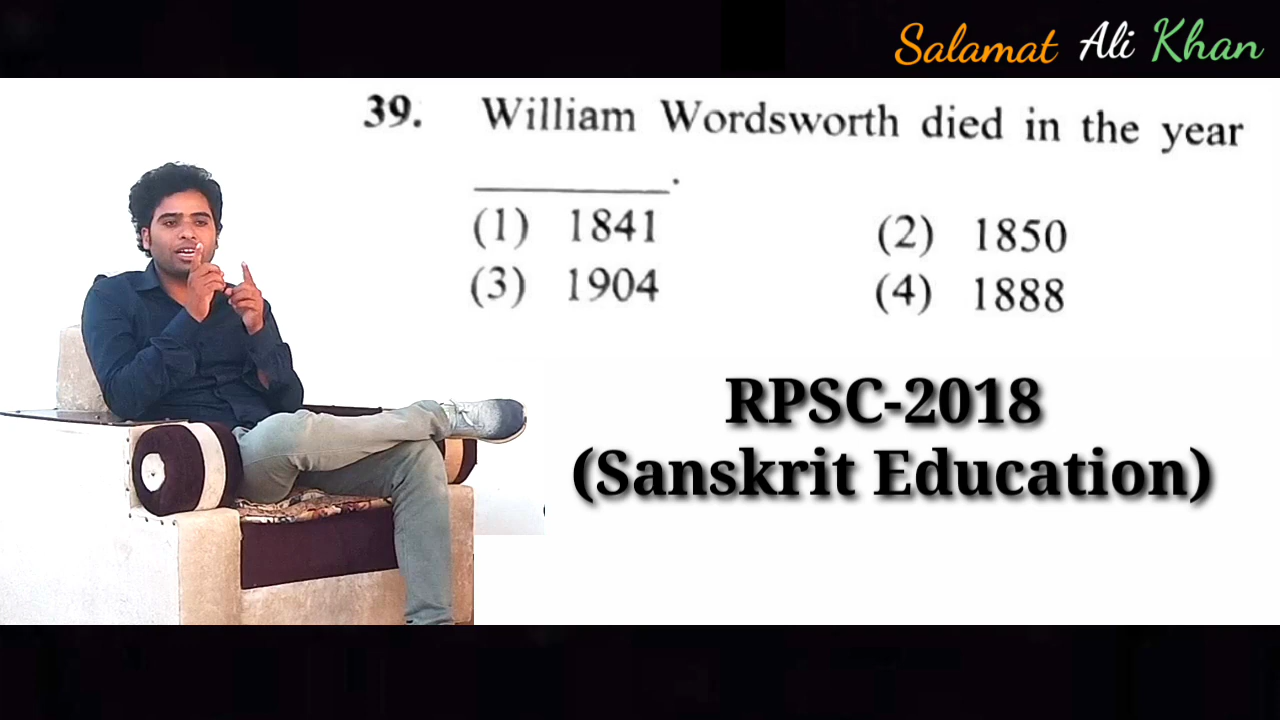 Salamat Ali Khan
39. William Wordsworth died in the year
__________.
(1) 1841 (2) 1850
(3) 1904 (4) 1888
RPSC-2018
(Sanskrit Education)